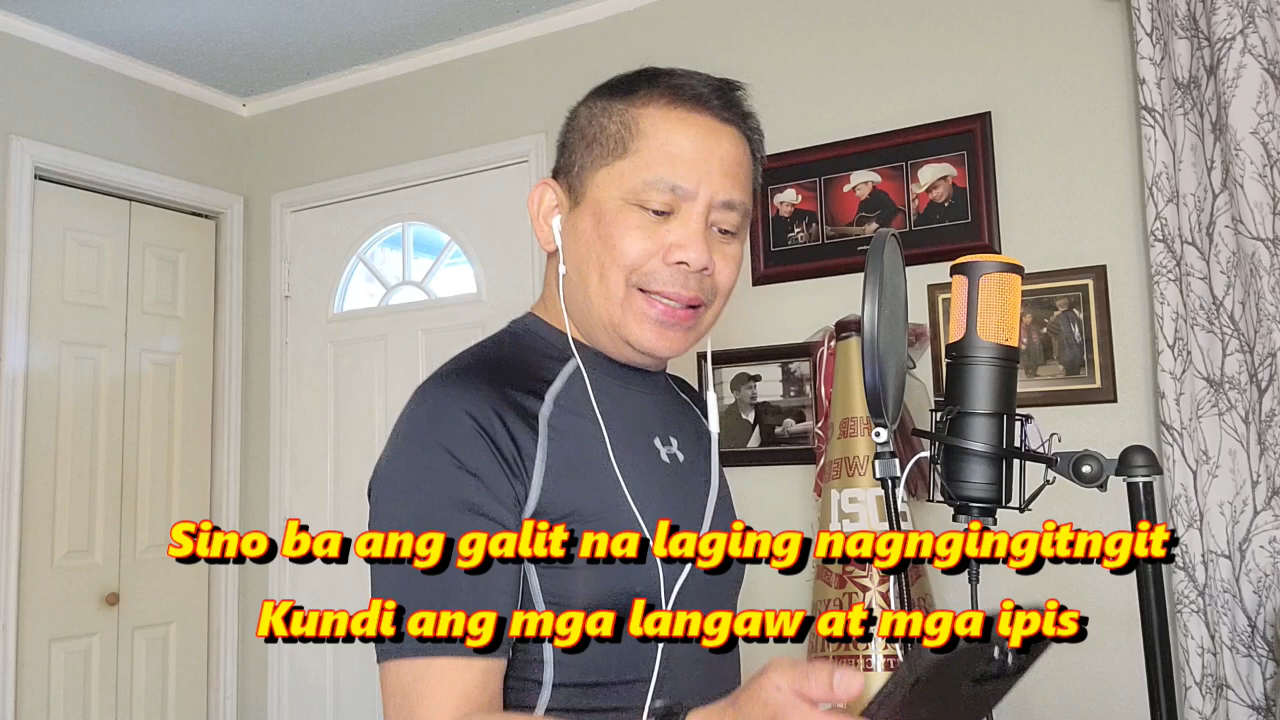 Sino ba ang galit na laging nagngingitngit
Kundi ang mga langaw at mga ipis